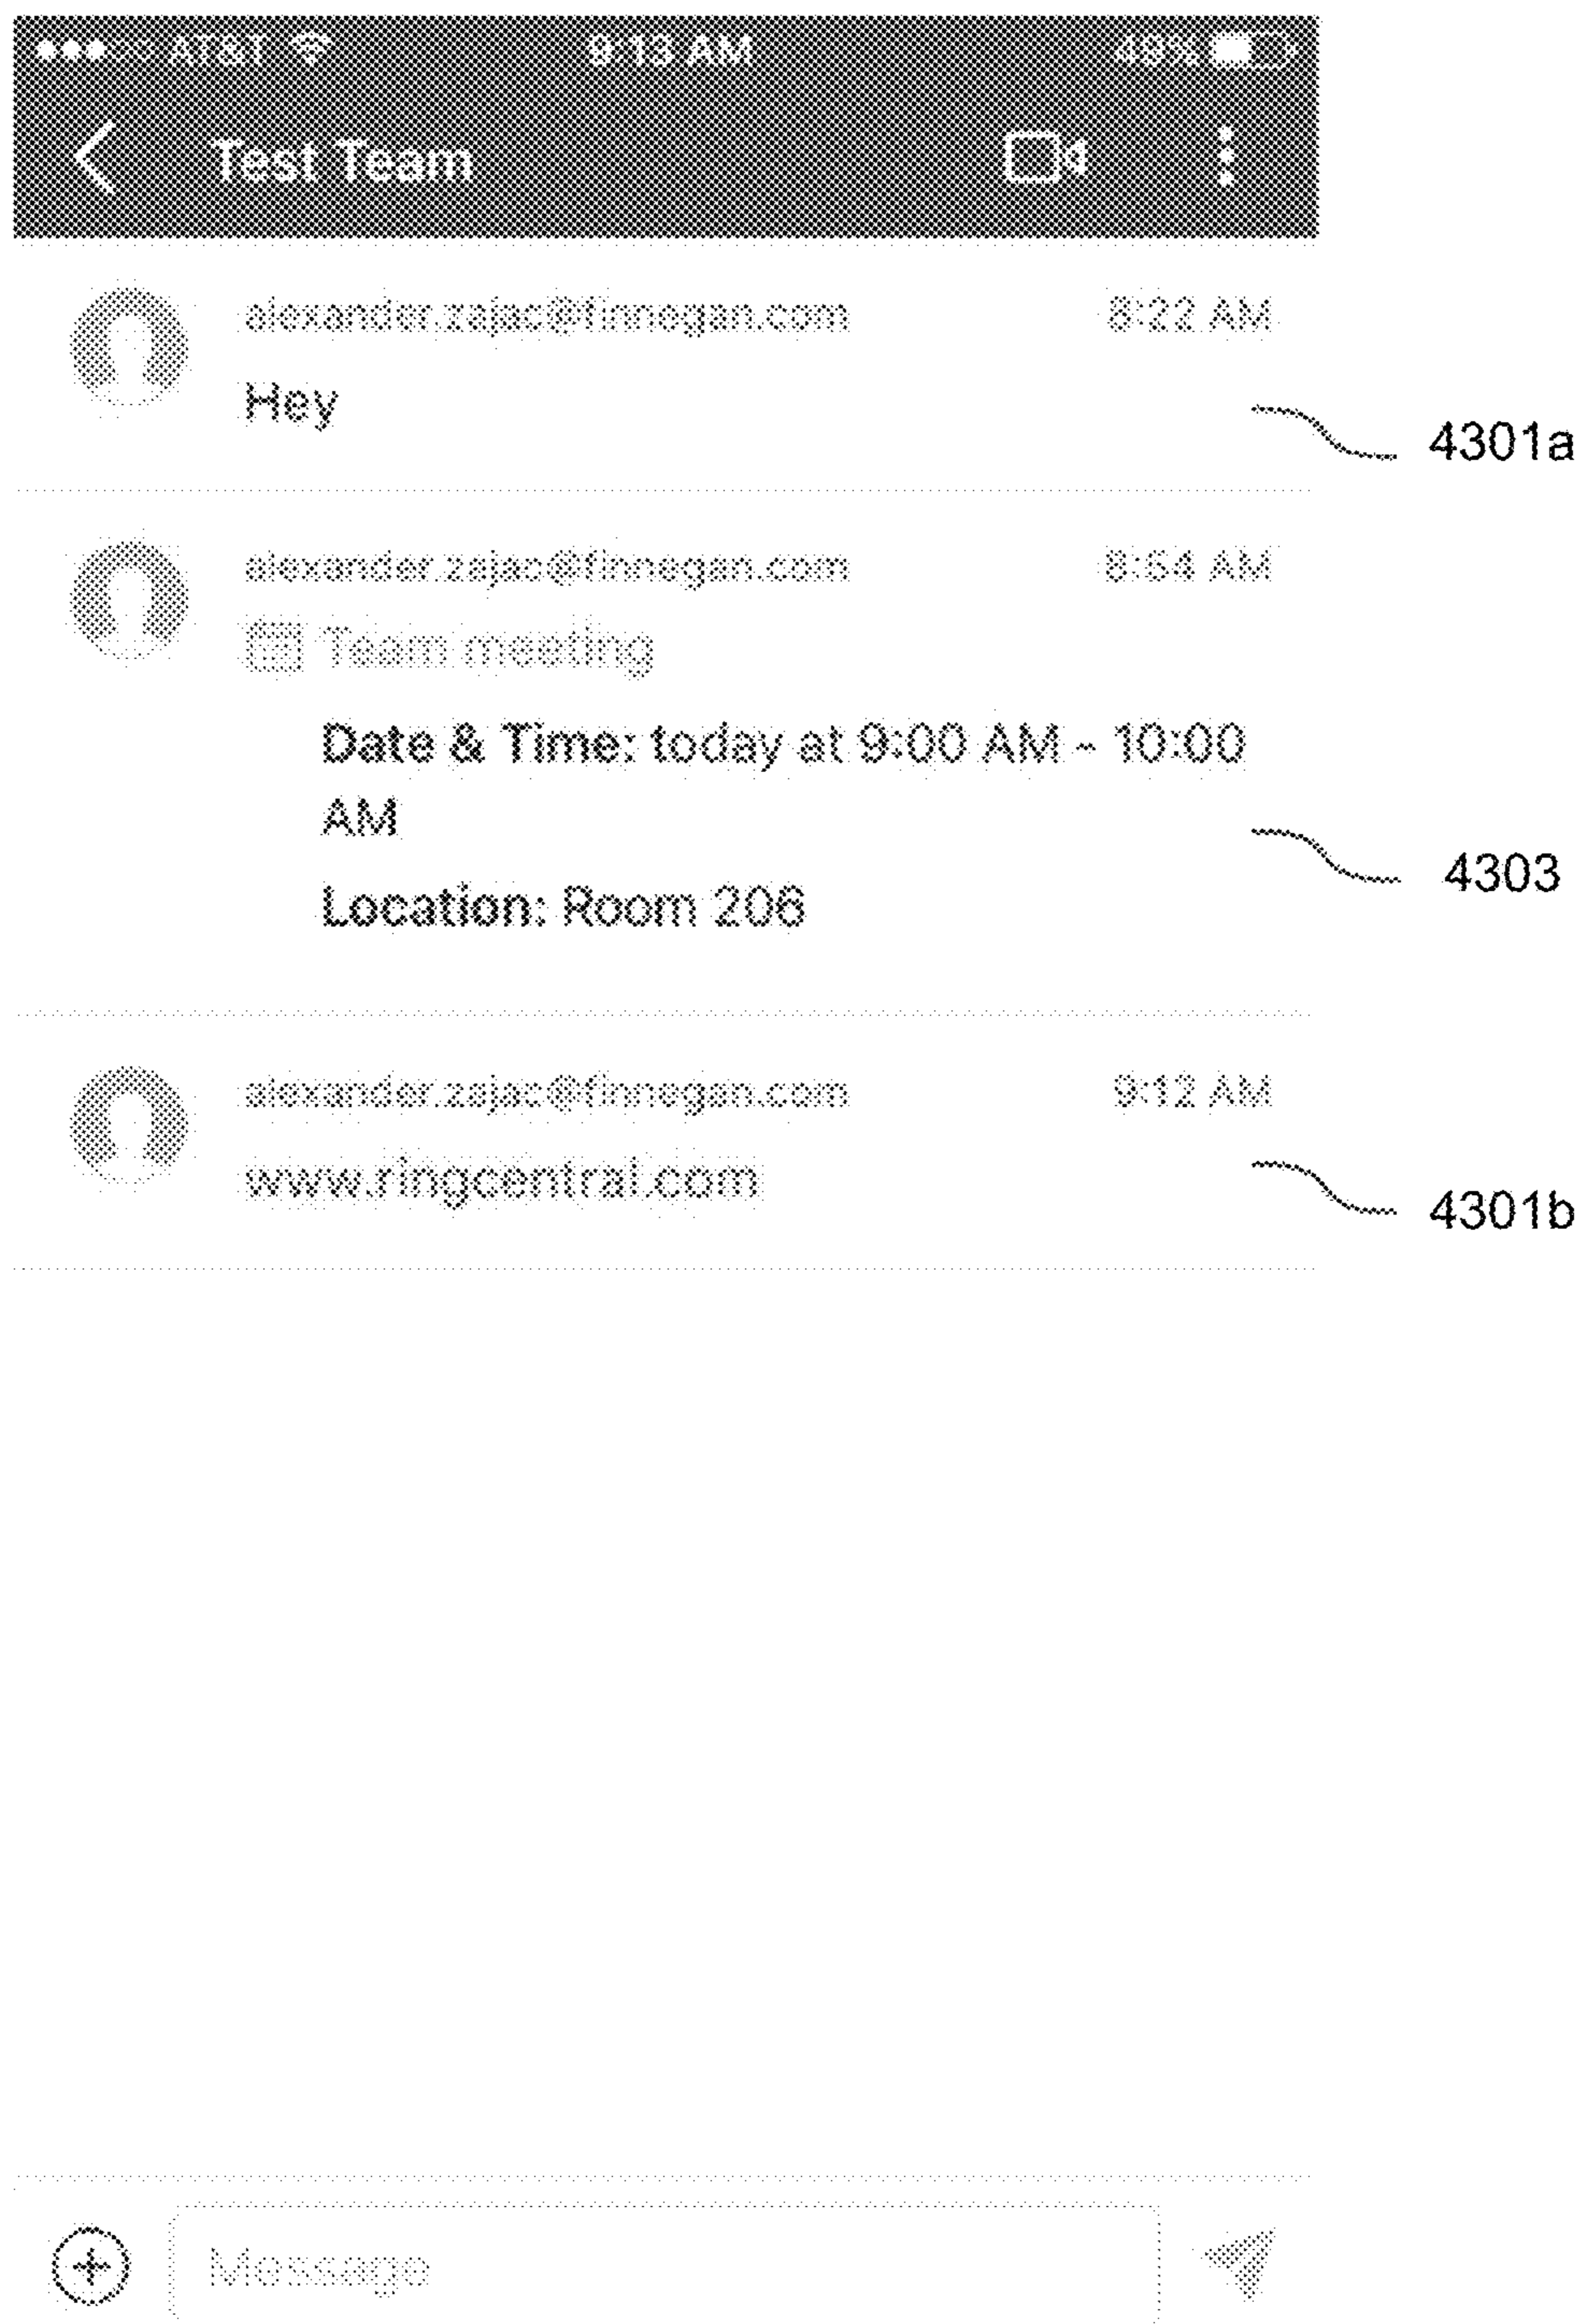 AT&T 9:13 AM 49%
Test Team
alexander.zajac@finnegan.com 8:22 AM
Hey
4301a
alexander.zajac@finnegan.com 8:54 AM
Team meeting
Date & Time: today at 9:00 AM - 10:00
AM
4303
Location: Room 206
alexander.zajac@finnegan.com 9:12 AM
www.ringcentral.com
4301b
Message